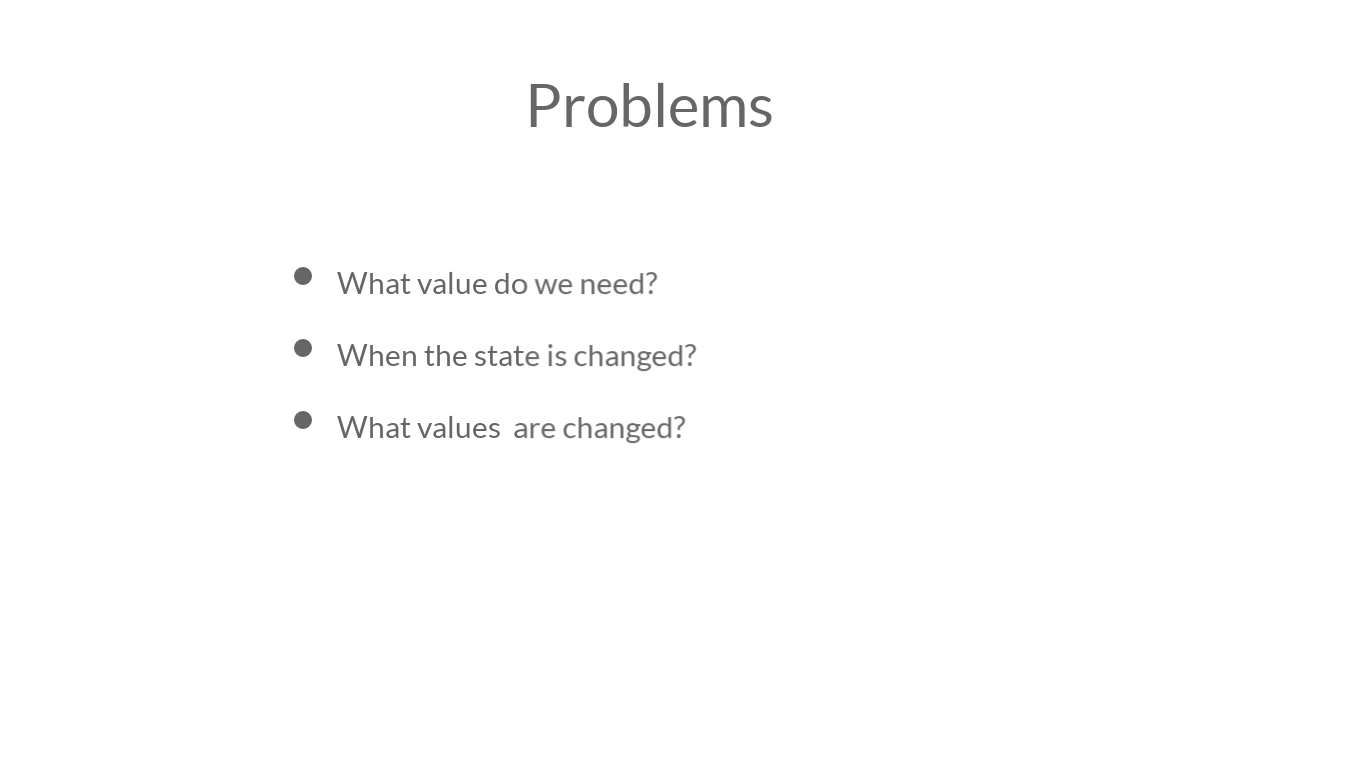 Problems
What value do we need?
When the state is changed?
What values  are changed?